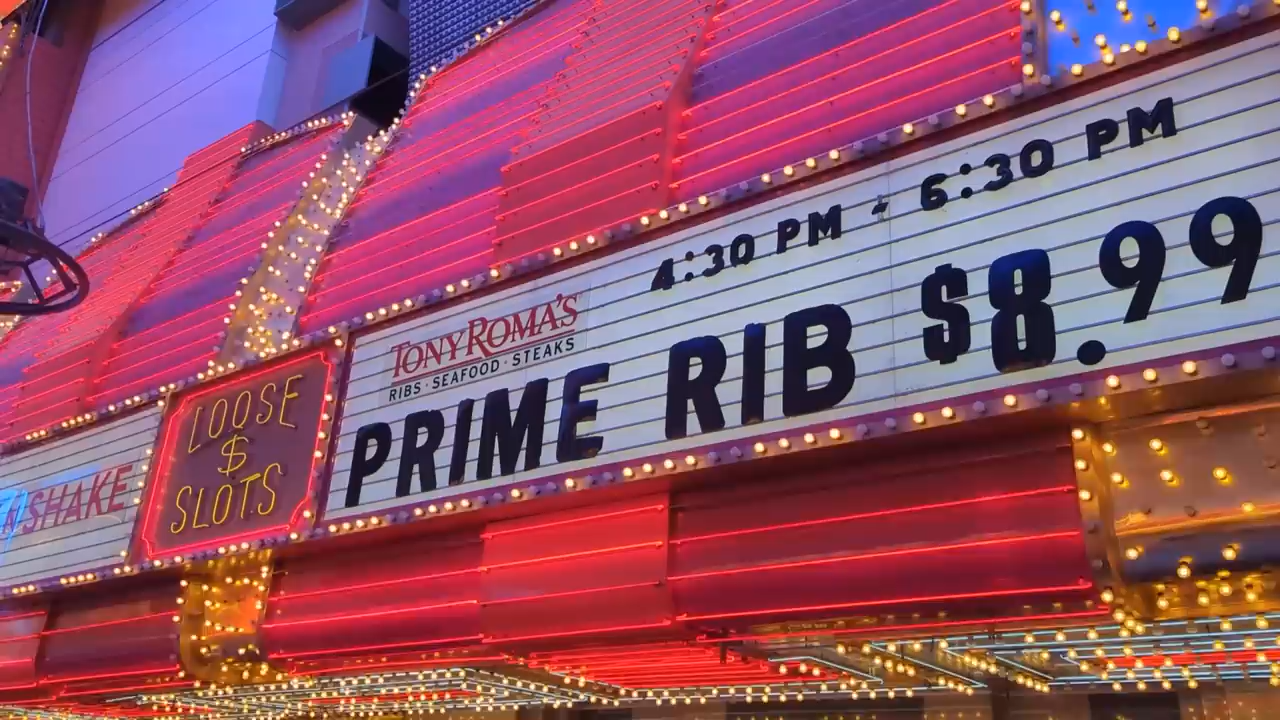 'N SHAKE
LOOSE
$
SLOTS
TONY ROMA'S
RIBS · SEAFOOD · STEAKS
4:30 PM - 6:30 PM
PRIME RIB $8.99